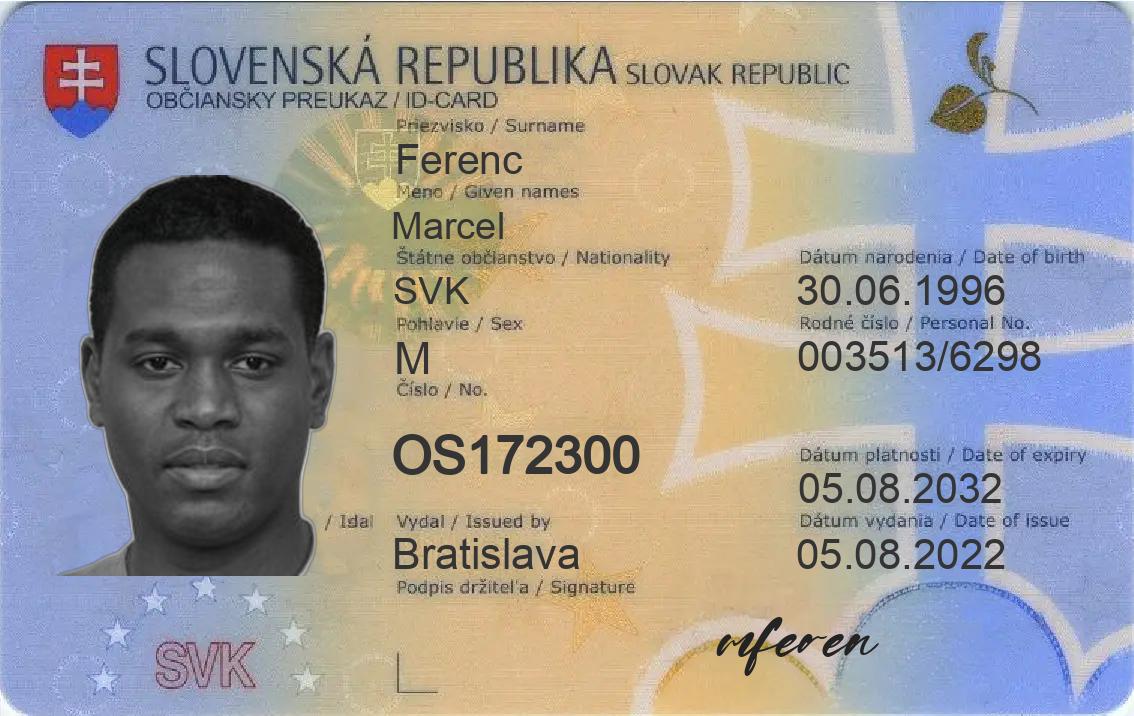 SLOVENSKÁ REPUBLIKA SLOVAK REPUBLIC
OBČIANSKY PREUKAZ / ID-CARD
Priezvisko / Surname
Ferenc
Meno / Given names
Marcel
Štátne občianstvo / Nationality
SVK
Dátum narodenia / Date of birth
30.06.1996
Pohlavie / Sex
M
Rodné číslo / Personal No.
003513/6298
Číslo / No.
OS172300
Dátum platnosti / Date of expiry
05.08.2032
Vydal / Issued by
Bratislava
Dátum vydania / Date of issue
05.08.2022
Podpis držiteľa / Signature
mferen
SVK